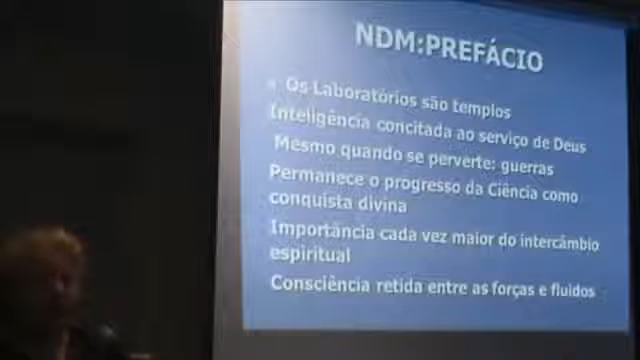 NDM:PREFÁCIO
Os Laboratórios são templos
Inteligência concitada ao serviço de Deus
Mesmo quando se perverte: guerras
Permanece o progresso da Ciência como
conquista divina
Importância cada vez maior do intercâmbio
espiritual
Consciência retida entre as forças e fluidos